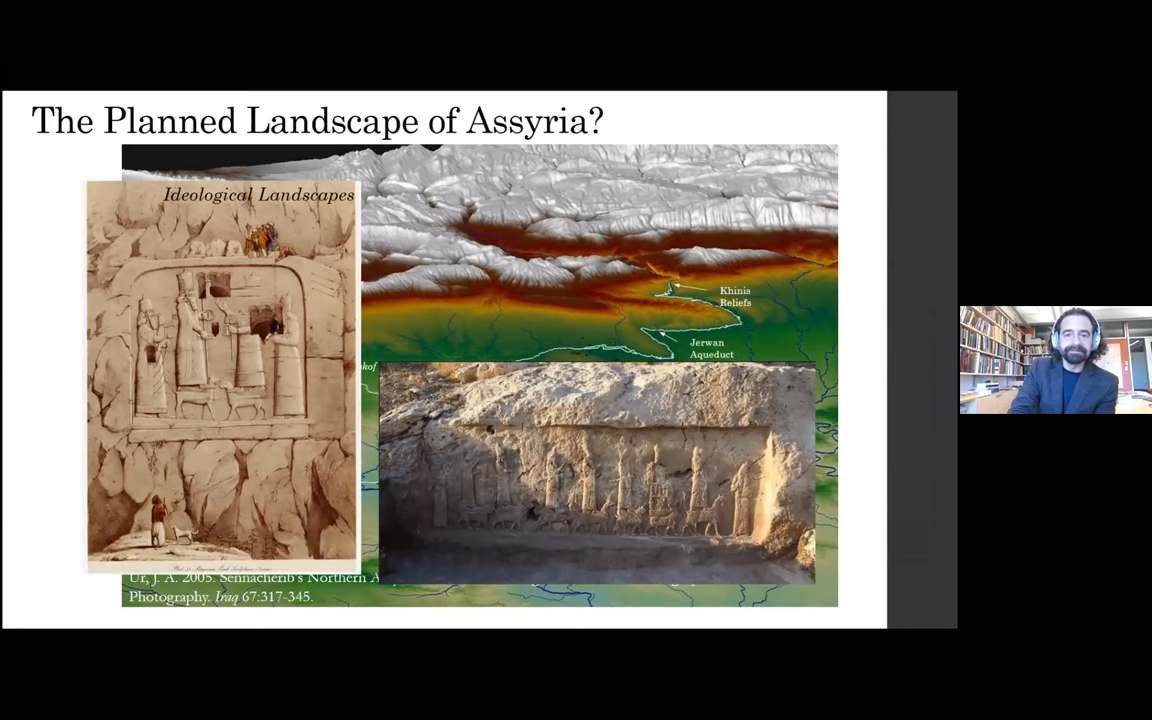 The Planned Landscape of Assyria?
Ideological Landscapes
Khinis
Reliefs
Jerwan
Aqueduct
Ur, J. A. 2005. Sennacherib's Northern
Photography. Iraq 67:317-345.